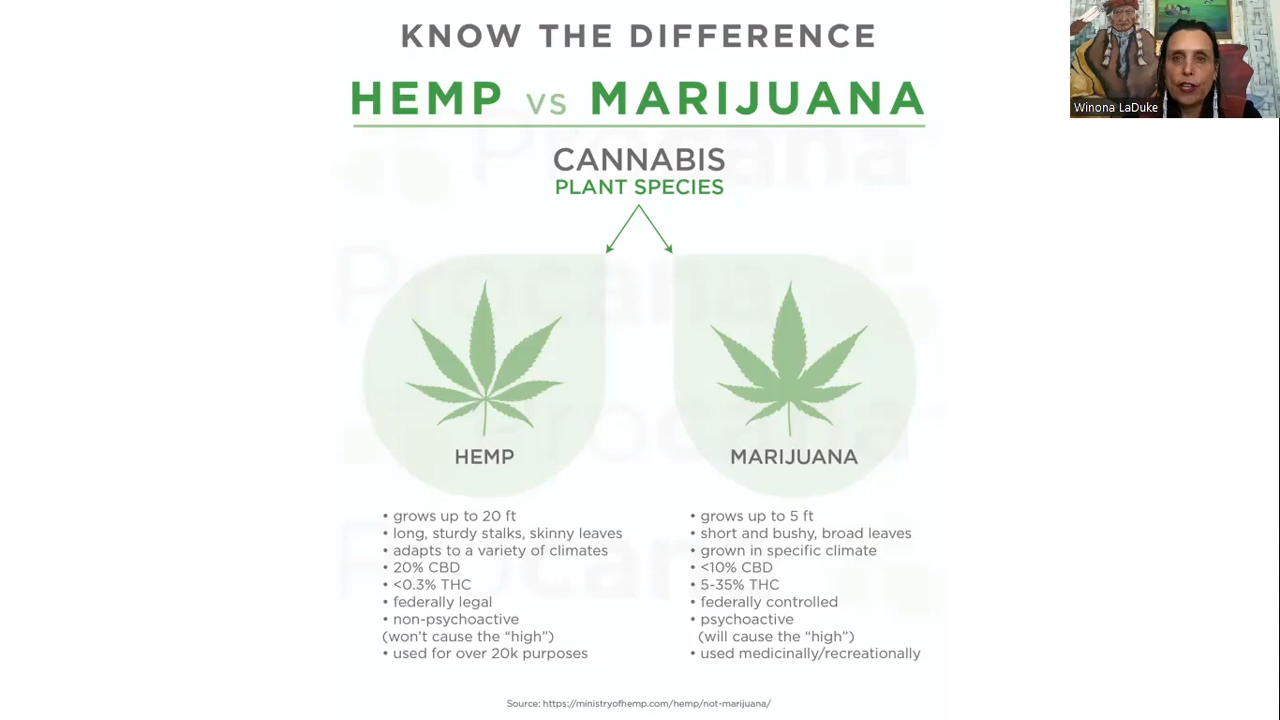 KNOW THE DIFFERENCE
HEMP vs MARIJUANA
CANNABIS
PLANT SPECIES
HEMP
• grows up to 20 ft
• long, sturdy stalks, skinny leaves
• adapts to a variety of climates
• 20% CBD
• <0.3% THC
• federally legal
• non-psychoactive
(won’t cause the “high”)
• used for over 20k purposes
MARIJUANA
• grows up to 5 ft
• short and bushy, broad leaves
• grown in specific climate
• <10% CBD
• 5-35% THC
• federally controlled
• psychoactive
(will cause the “high”)
• used medicinally/recreationally
Source: https://ministryofhemp.com/hemp/not-marijuana/
Winona LaDuke
Procana
Procana
Procana
Procana